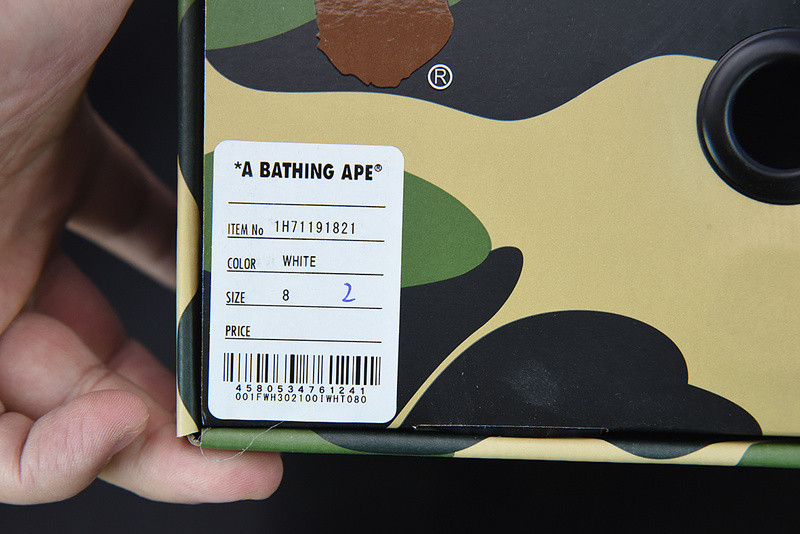 ®
*A BATHING APE®
ITEM No 1H71191821
COLOR WHITE
SIZE 8 2
PRICE
4580534761241
001FWH302100IWHT080